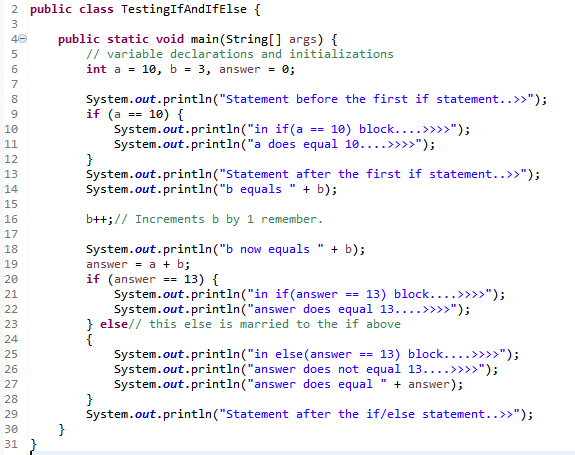 2 public class TestingIfAndIfElse {
3
4 public static void main(String[] args) {
5 // variable declarations and initializations
6 int a = 10, b = 3, answer = 0;
7
8 System.out.println("Statement before the first if statement..>>");
9 if (a == 10) {
10 System.out.println("in if(a == 10) block....>>>>");
11 System.out.println("a does equal 10....>>>>");
12 }
13 System.out.println("Statement after the first if statement..>>");
14 System.out.println("b equals " + b);
15
16 b++;// Increments b by 1 remember.
17
18 System.out.println("b now equals " + b);
19 answer = a + b;
20 if (answer == 13) {
21 System.out.println("in if(answer == 13) block....>>>>");
22 System.out.println("answer does equal 13....>>>>");
23 } else// this else is married to the if above
24 {
25 System.out.println("in else(answer == 13) block....>>>>");
26 System.out.println("answer does not equal 13....>>>>");
27 System.out.println("answer does equal " + answer);
28 }
29 System.out.println("Statement after the if/else statement..>>");
30 }
31 }